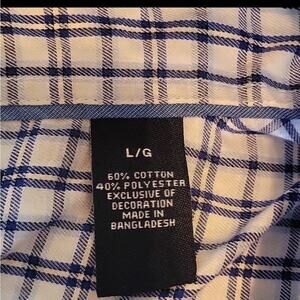 L/G
60% COTTON
40% POLYESTER
EXCLUSIVE OF
DECORATION
MADE IN
BANGLADESH